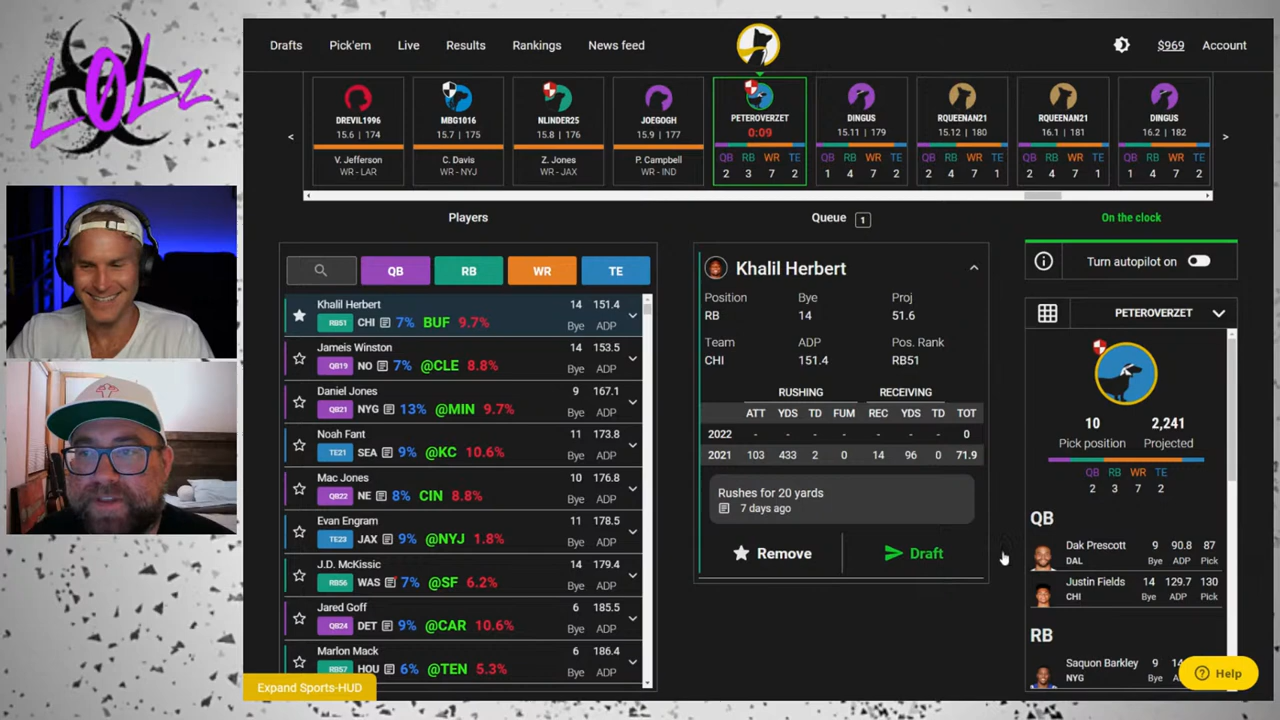 LOLz
Drafts Pick'em Live Results Rankings News feed $969 Account
< DREVIL1996 MBG1016 NLINDER25 JOEGOGH PETEROVERZET DINGUS RQUEENAN21 RQUEENAN21 DINGUS >
15.6 | 174 15.7 | 175 15.8 | 176 15.9 | 177 0:09 15.11 | 179 15.12 | 180 16.1 | 181 16.2 | 182
V. Jefferson C. Davis Z. Jones P. Campbell QB RB WR TE QB RB WR TE QB RB WR TE QB RB WR TE QB RB WR TE
WR - LAR WR - NYJ WR - JAX WR - IND 2 3 7 2 1 4 7 2 2 4 7 1 2 4 7 1 1 4 7 2
Players
QB RB WR TE
Khalil Herbert 14 151.4
RB51 CHI 7% BUF 9.7% Bye ADP
Jameis Winston 14 153.5
QB19 NO 7% @CLE 8.8% Bye ADP
Daniel Jones 9 167.1
QB21 NYG 13% @MIN 9.7% Bye ADP
Noah Fant 11 173.8
TE21 SEA 9% @KC 10.6% Bye ADP
Mac Jones 10 176.8
QB22 NE 8% CIN 8.8% Bye ADP
Evan Engram 11 178.5
TE23 JAX 9% @NYJ 1.8% Bye ADP
J.D. McKissic 14 179.4
RB56 WAS 7% @SF 6.2% Bye ADP
Jared Goff 6 185.5
QB24 DET 9% @CAR 10.6% Bye ADP
Marlon Mack 6 186.4
RB57 HOU 6% @TEN 5.3% Bye ADP
Expand Sports-HUD
Queue 1
Khalil Herbert
Position Bye Proj
RB 14 51.6
Team ADP Pos. Rank
CHI 151.4 RB51
RUSHING RECEIVING
ATT YDS TD FUM REC YDS TD TOT
2022 - - - - - - - 0
2021 103 433 2 0 14 96 0 71.9
Rushes for 20 yards
7 days ago
Remove Draft
On the clock
Turn autopilot on
PETEROVERZET
10 2,241
Pick position Projected
QB RB WR TE
2 3 7 2
QB
Dak Prescott 9 90.8 87
DAL Bye ADP Pick
Justin Fields 14 129.7 130
CHI Bye ADP Pick
RB
Saquon Barkley 9
NYG Bye
Help